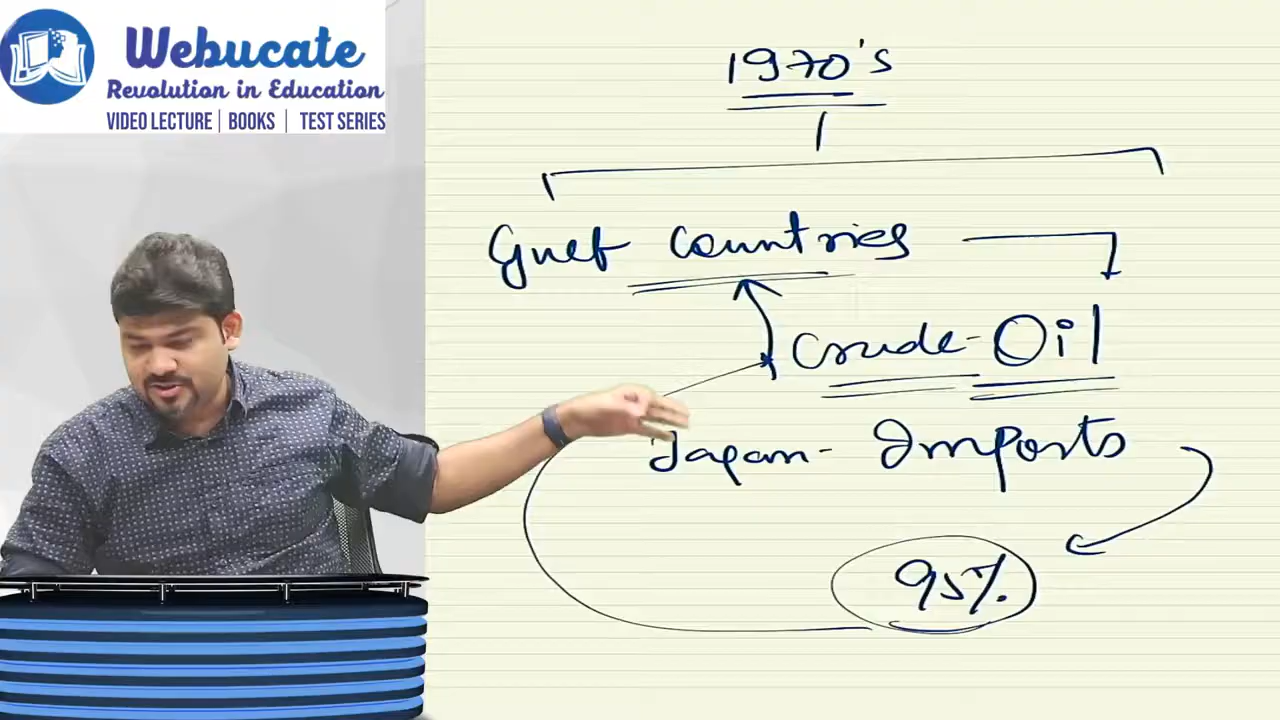 Webucate
Revolution in Education
VIDEO LECTURE | BOOKS | TEST SERIES
1970's
Gulf countries
Crude-Oil
Japan- Imports
95%